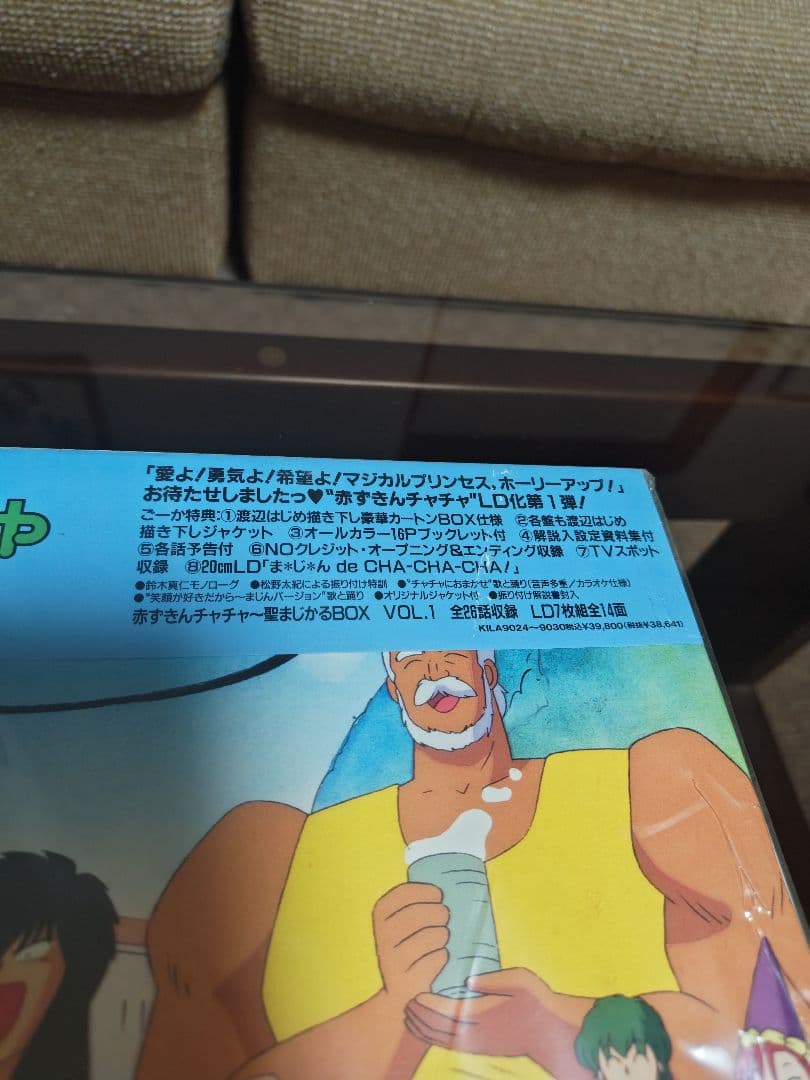 ゃ
「愛よ!勇気よ!希望よ!マジカルプリンセス、ホーリーアップ!」
お待たせしましたっ♥"赤ずきんチャチャ"LD化第1弾!
ごーか特典:①渡辺はじめ描き下し豪華カートンBOX仕様 ②各盤も渡辺はじめ
描き下しジャケット ③オールカラー16Pブックレット付 ④解説入設定資料集付
⑤各話予告付 ⑥NOクレジット・オープニング&エンディング収録 ⑦TVスポット
収録 ⑧20cmLD「ま*じ*ん de CHA-CHA-CHA!」
●鈴木真仁モノローグ ●松野太紀による振り付け特訓 ●"チャチャにおまかせ"歌と踊り(音声多重/カラオケ仕様)
●"笑顔が好きだから〜まじんバージョン"歌と踊り ●オリジナルジャケット付 ●振り付け解説書封入
赤ずきんチャチャ〜聖まじかるBOX VOL.1 全26話収録 LD7枚組全14面
KILA9024〜9030税込¥39,800(税抜¥38,641)